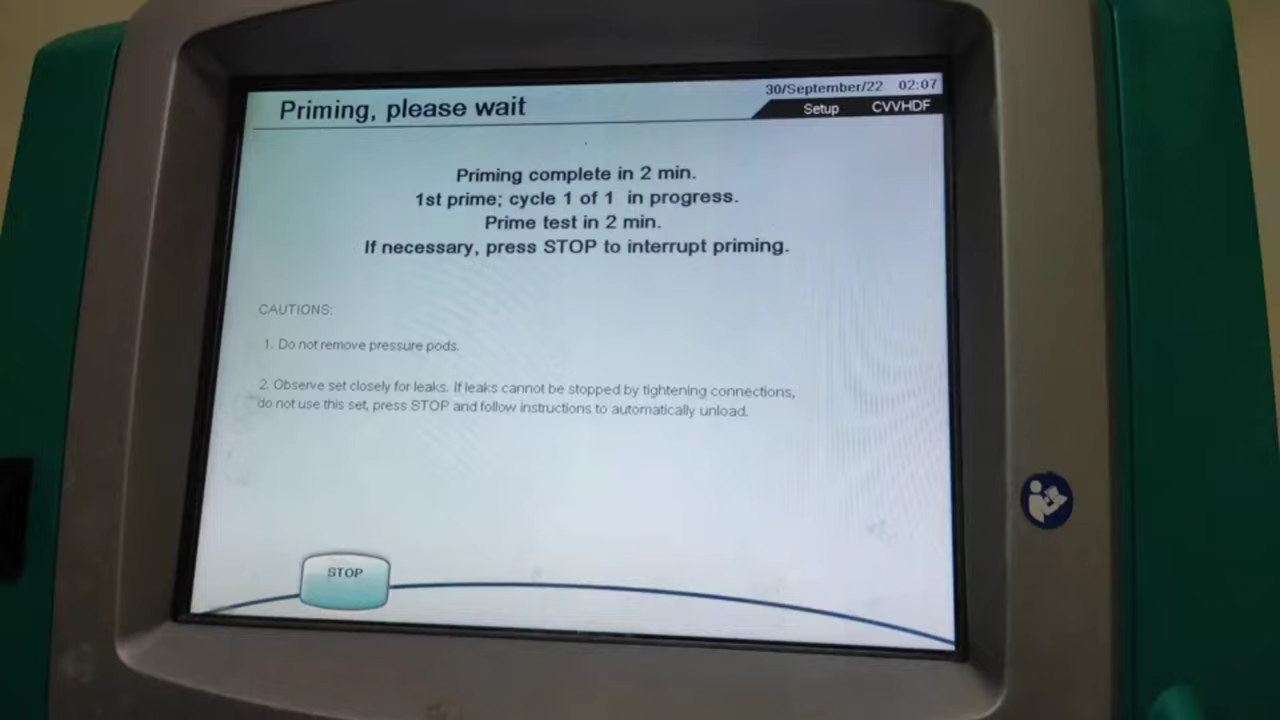 30/September/22 02:07
Priming, please wait
Setup CVVHDF
Priming complete in 2 min.
1st prime; cycle 1 of 1 in progress.
Prime test in 2 min.
If necessary, press STOP to interrupt priming.
CAUTIONS:
1. Do not remove pressure pods.
2. Observe set closely for leaks. If leaks cannot be stopped by tightening connections,
do not use this set, press STOP and follow instructions to automatically unload.
STOP